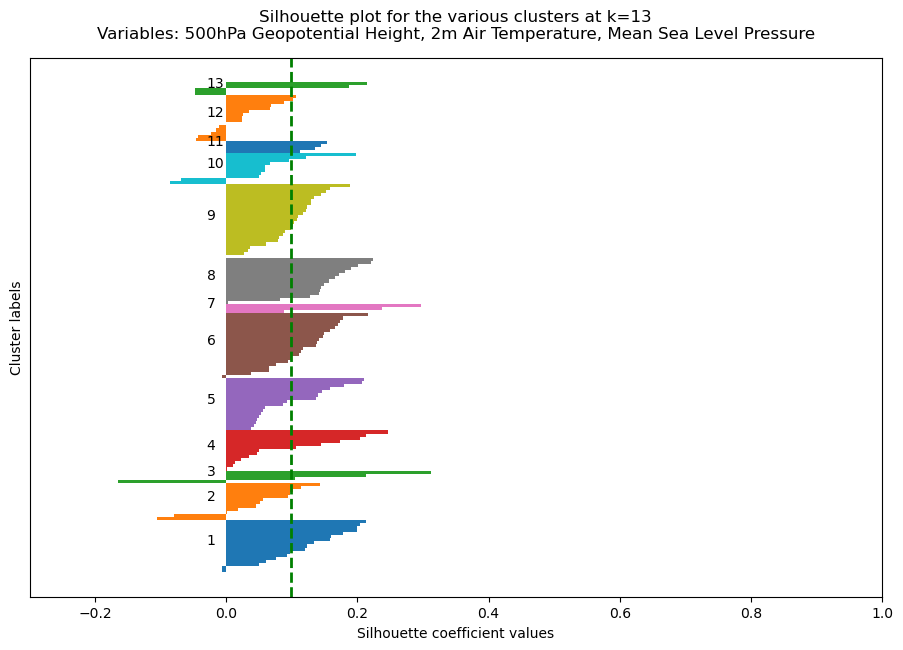 Silhouette plot for the various clusters at k=13
Variables: 500hPa Geopotential Height, 2m Air Temperature, Mean Sea Level Pressure
13
12
11
10
9
8
7
6
5
4
3
2
1
Cluster labels
−0.2 0.0 0.2 0.4 0.6 0.8 1.0
Silhouette coefficient values